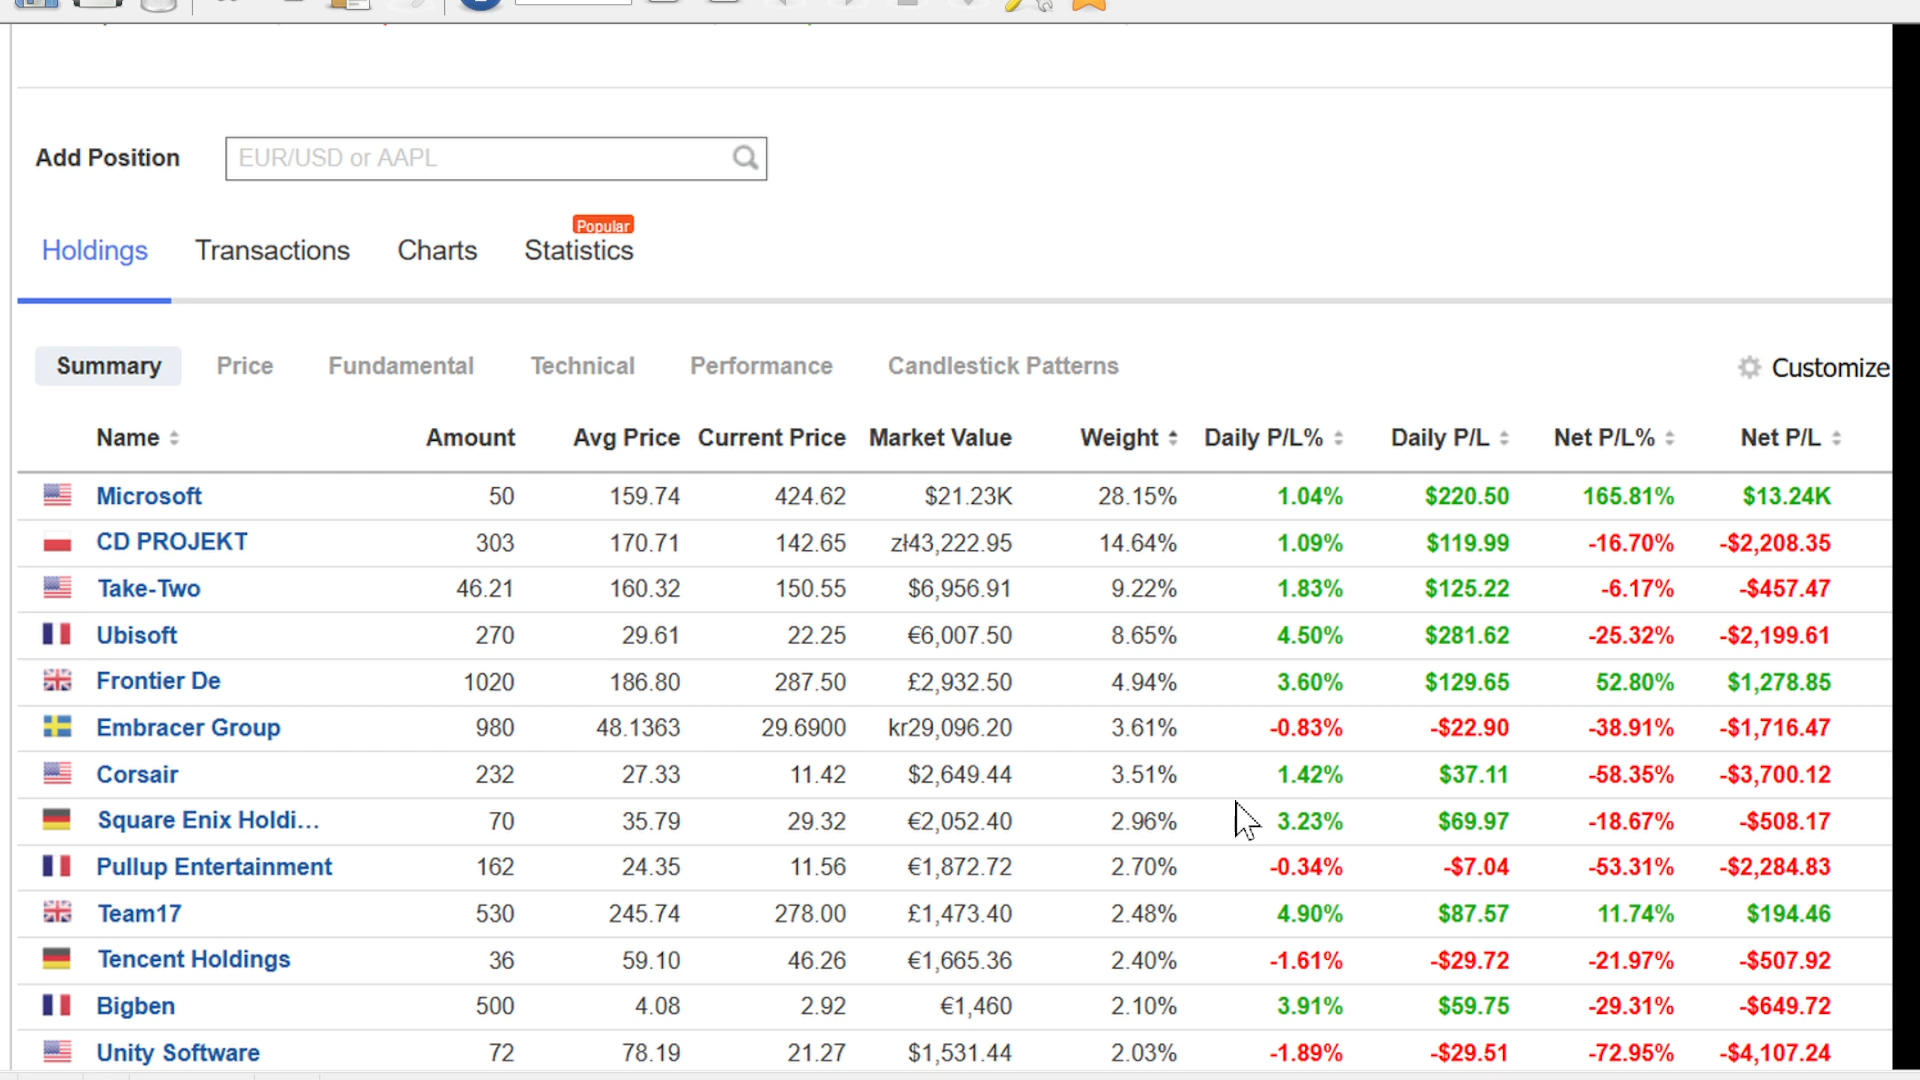 Add Position EUR/USD or AAPL
Popular
Holdings Transactions Charts Statistics
Summary Price Fundamental Technical Performance Candlestick Patterns Customize
Name Amount Avg Price Current Price Market Value Weight Daily P/L% Daily P/L Net P/L% Net P/L
Microsoft 50 159.74 424.62 $21.23K 28.15% 1.04% $220.50 165.81% $13.24K
CD PROJEKT 303 170.71 142.65 zł43,222.95 14.64% 1.09% $119.99 -16.70% -$2,208.35
Take-Two 46.21 160.32 150.55 $6,956.91 9.22% 1.83% $125.22 -6.17% -$457.47
Ubisoft 270 29.61 22.25 €6,007.50 8.65% 4.50% $281.62 -25.32% -$2,199.61
Frontier De 1020 186.80 287.50 £2,932.50 4.94% 3.60% $129.65 52.80% $1,278.85
Embracer Group 980 48.1363 29.6900 kr29,096.20 3.61% -0.83% -$22.90 -38.91% -$1,716.47
Corsair 232 27.33 11.42 $2,649.44 3.51% 1.42% $37.11 -58.35% -$3,700.12
Square Enix Holdi... 70 35.79 29.32 €2,052.40 2.96% 3.23% $69.97 -18.67% -$508.17
Pullup Entertainment 162 24.35 11.56 €1,872.72 2.70% -0.34% -$7.04 -53.31% -$2,284.83
Team17 530 245.74 278.00 £1,473.40 2.48% 4.90% $87.57 11.74% $194.46
Tencent Holdings 36 59.10 46.26 €1,665.36 2.40% -1.61% -$29.72 -21.97% -$507.92
Bigben 500 4.08 2.92 €1,460 2.10% 3.91% $59.75 -29.31% -$649.72
Unity Software 72 78.19 21.27 $1,531.44 2.03% -1.89% -$29.51 -72.95% -$4,107.24